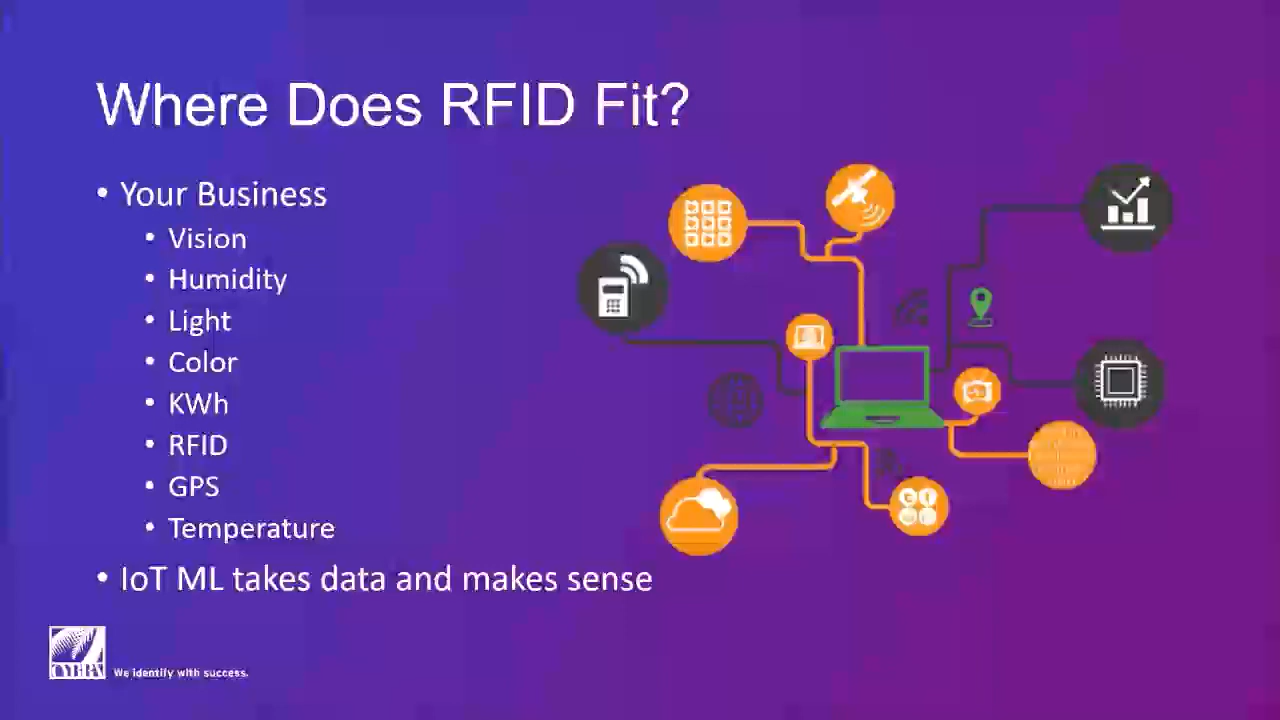 Where Does RFID Fit?
• Your Business
• Vision
• Humidity
• Light
• Color
• KWh
• RFID
• GPS
• Temperature
• IoT ML takes data and makes sense
CYBRA
We identify with success.